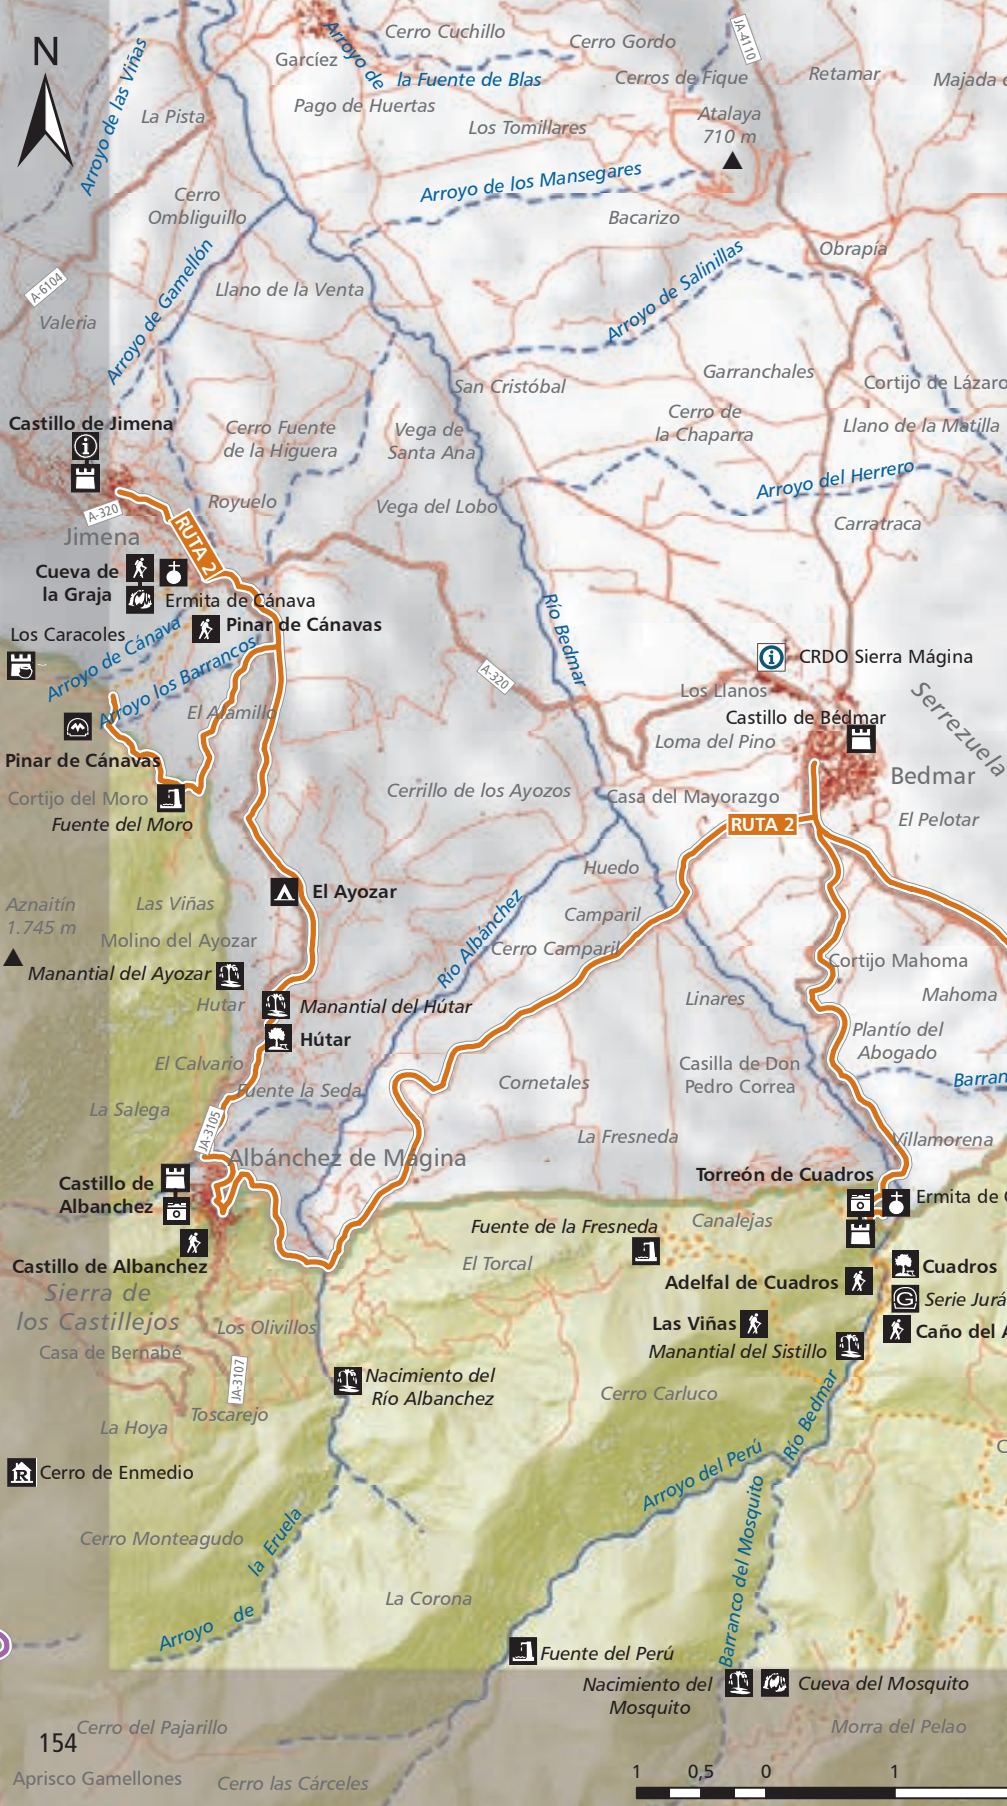 N
Arroyo de las Viñas
La Pista
Garcíez
Arroyo de
la Fuente de Blas
Cerro Cuchillo
Cerro Gordo
JA-4110
Cerros de Fique
Retamar
Majada
Pago de Huertas
Los Tomillares
Atalaya
710 m
Cerro
Ombliguillo
Arroyo de los Mansegares
Bacarizo
Obrapía
A-6104
Valeria
Arroyo de Gamellón
Llano de la Venta
Arroyo de Salinillas
San Cristóbal
Garranchales
Cortijo de Lázaro
Castillo de Jimena
Cerro Fuente
de la Higuera
Vega de
Santa Ana
Cerro de
la Chaparra
Llano de la Matilla
Arroyo del Herrero
A-320
Jimena
RUTA 2
Royuelo
Vega del Lobo
Carratraca
Cueva de
la Graja
Ermita de Cánava
Pinar de Cánavas
Los Caracoles
Arroyo de Cánava
Arroyo los Barrancos
Río Bedmar
A-320
CRDO Sierra Mágina
Los Llanos
Serrezuela
El Alamillo
Castillo de Bédmar
Loma del Pino
Pinar de Cánavas
Bedmar
Cortijo del Moro
Fuente del Moro
Cerrillo de los Ayozos
Casa del Mayorazgo
RUTA 2
El Pelotar
Huedo
El Ayozar
Aznaitín
1.745 m
Las Viñas
Camparil
Molino del Ayozar
Río Albánchez
Cerro Camparil
Cortijo Mahoma
Manantial del Ayozar
Hutar
Manantial del Hútar
Linares
Mahoma
Hútar
Plantío del
Abogado
El Calvario
Fuente la Seda
Cornetales
Casilla de Don
Pedro Correa
Barran
La Salega
JA-3105
La Fresneda
Villamorena
Albánchez de Mágina
Castillo de
Albanchez
Torreón de Cuadros
Ermita de C
Fuente de la Fresneda
Canalejas
Castillo de Albanchez
El Torcal
Cuadros
Adelfal de Cuadros
Sierra de
los Castillejos
Serie Jurá
Los Olivillos
Las Viñas
Caño del A
Casa de Bernabé
Manantial del Sistillo
JA-3107
Nacimiento del
Río Albanchez
Cerro Carluco
Toscarejo
La Hoya
Río Bedmar
C
Cerro de Enmedio
Arroyo del Perú
Barranco del Mosquito
Cerro Monteagudo
Arroyo de la Eruela
La Corona
Fuente del Perú
Nacimiento del
Mosquito
Cueva del Mosquito
Cerro del Pajarillo
Morra del Pelao
154
Aprisco Gamellones
Cerro las Cárceles
1 0,5 0 1